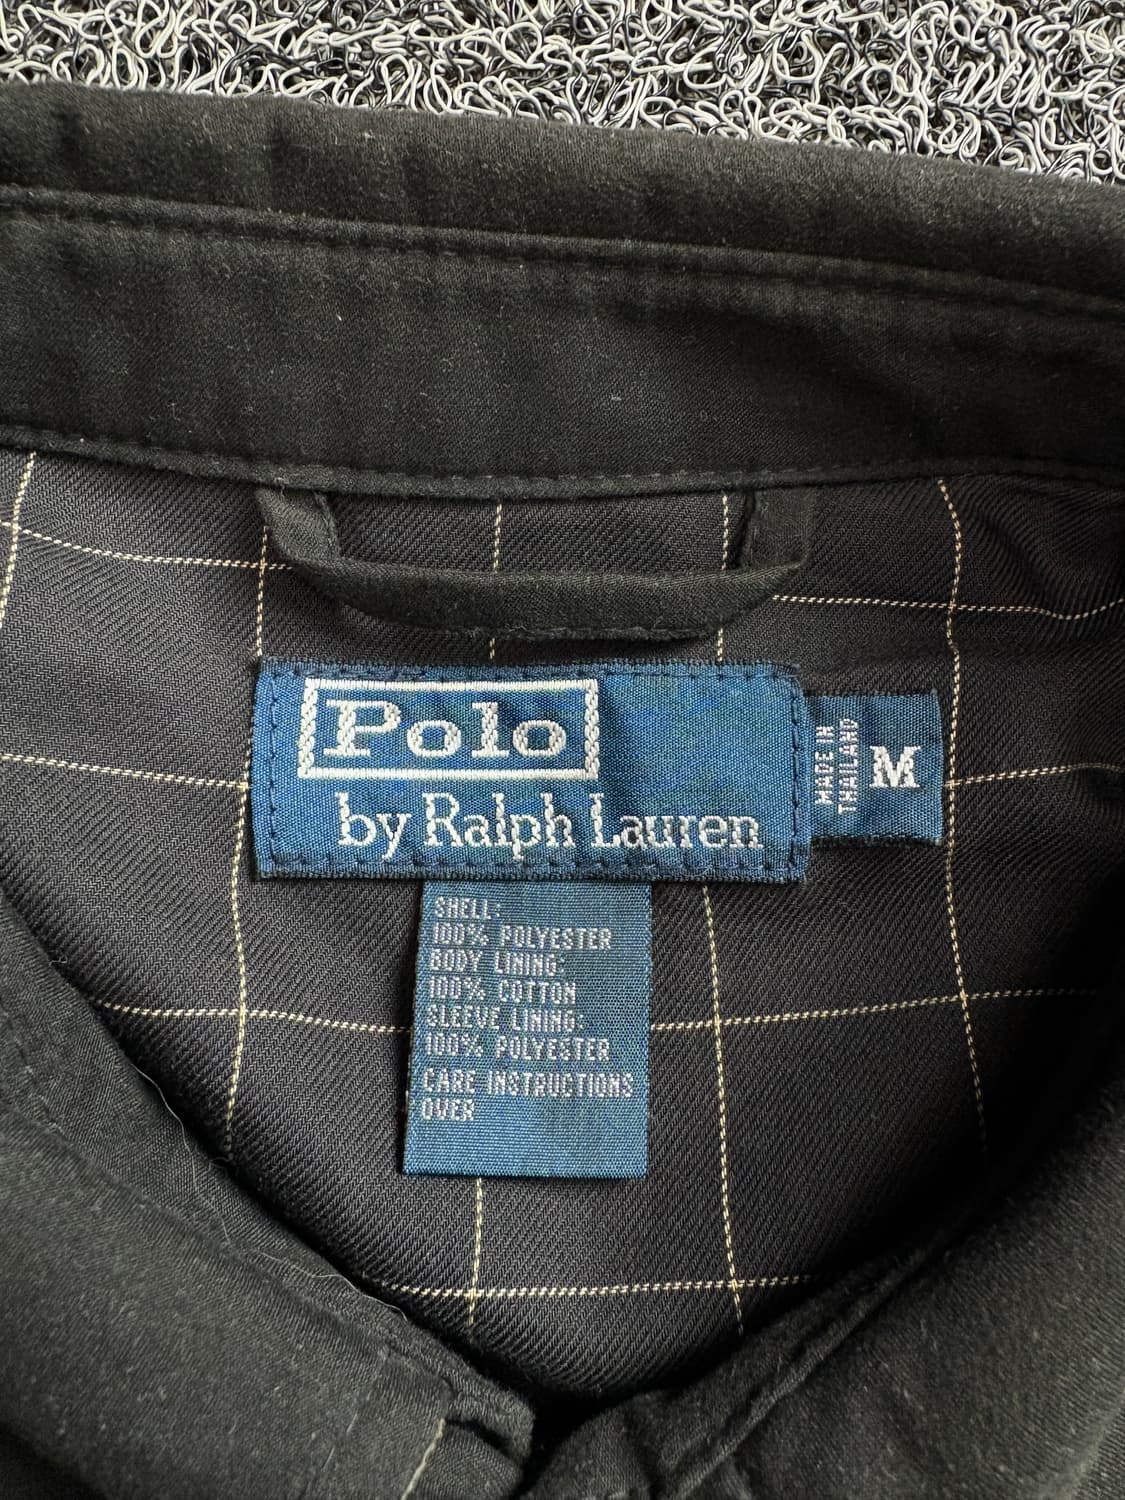 Polo
by Ralph Lauren
MADE IN
THAILAND
M
SHELL:
100% POLYESTER
BODY LINING:
100% COTTON
SLEEVE LINING:
100% POLYESTER
CARE INSTRUCTIONS
OVER